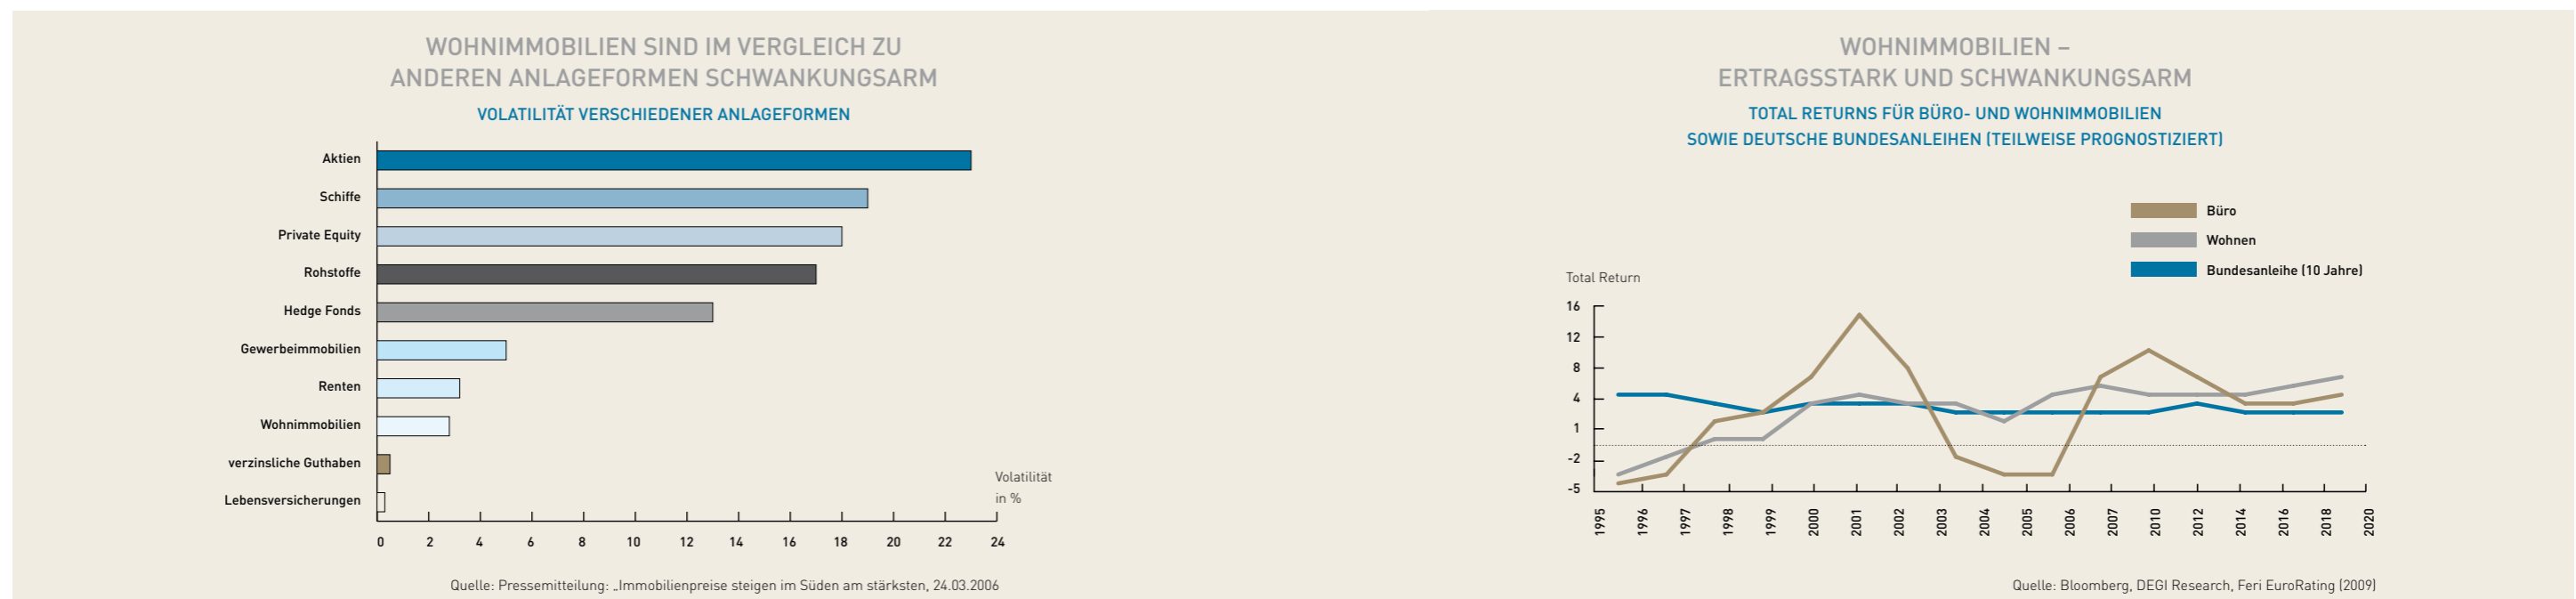 WOHNIMMOBILIEN SIND IM VERGLEICH ZU
ANDEREN ANLAGEFORMEN SCHWANKUNGSARM
VOLATILITÄT VERSCHIEDENER ANLAGEFORMEN
Aktien
Schiffe
Private Equity
Rohstoffe
Hedge Fonds
Gewerbeimmobilien
Renten
Wohnimmobilien
verzinsliche Guthaben
Lebensversicherungen
Volatilität
in %
0 2 4 6 8 10 12 14 16 18 20 22 24
Quelle: Pressemitteilung: „Immobilienpreise steigen im Süden am stärksten, 24.03.2006
WOHNIMMOBILIEN –
ERTRAGSSTARK UND SCHWANKUNGSARM
TOTAL RETURNS FÜR BÜRO- UND WOHNIMMOBILIEN
SOWIE DEUTSCHE BUNDESANLEIHEN (TEILWEISE PROGNOSTIZIERT)
Büro
Wohnen
Bundesanleihe (10 Jahre)
Total Return
16
12
8
4
1
-2
-5
1995 1996 1997 1998 1999 2000 2001 2002 2003 2004 2005 2006 2007 2010 2012 2014 2016 2018 2020
Quelle: Bloomberg, DEGI Research, Feri EuroRating (2009)